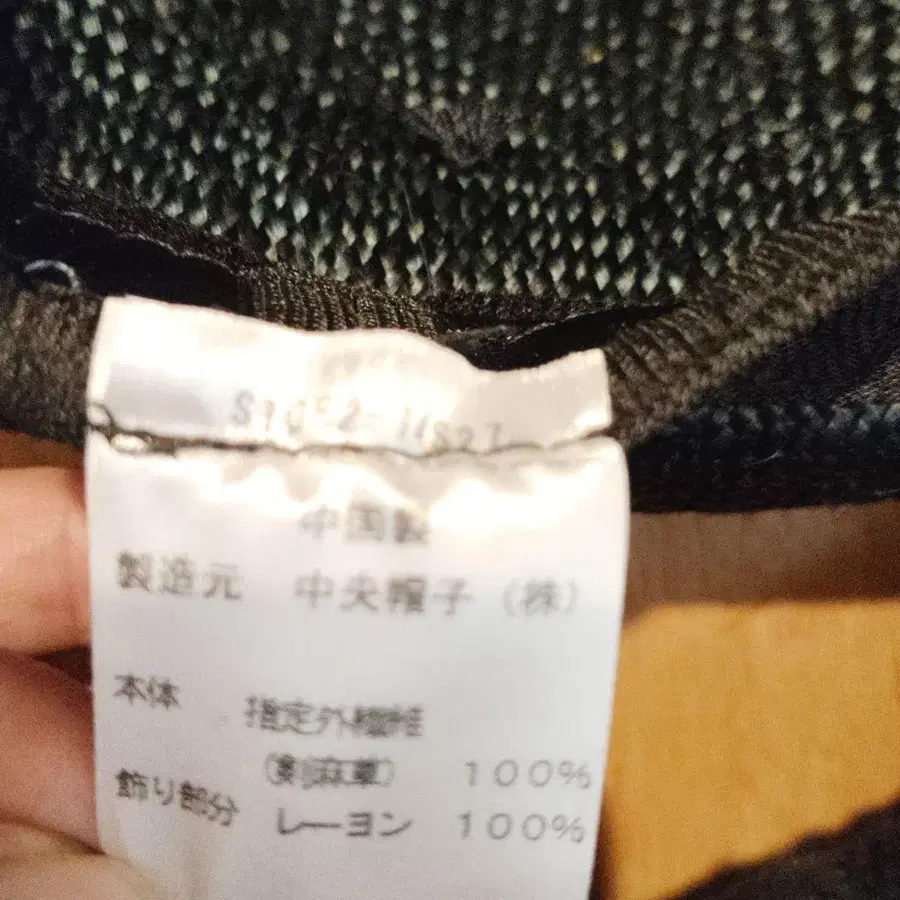 中国製
製造元 中央帽子（株）
本体 指定外繊維
（剣麻草） 100%
飾り部分 レーヨン 100%